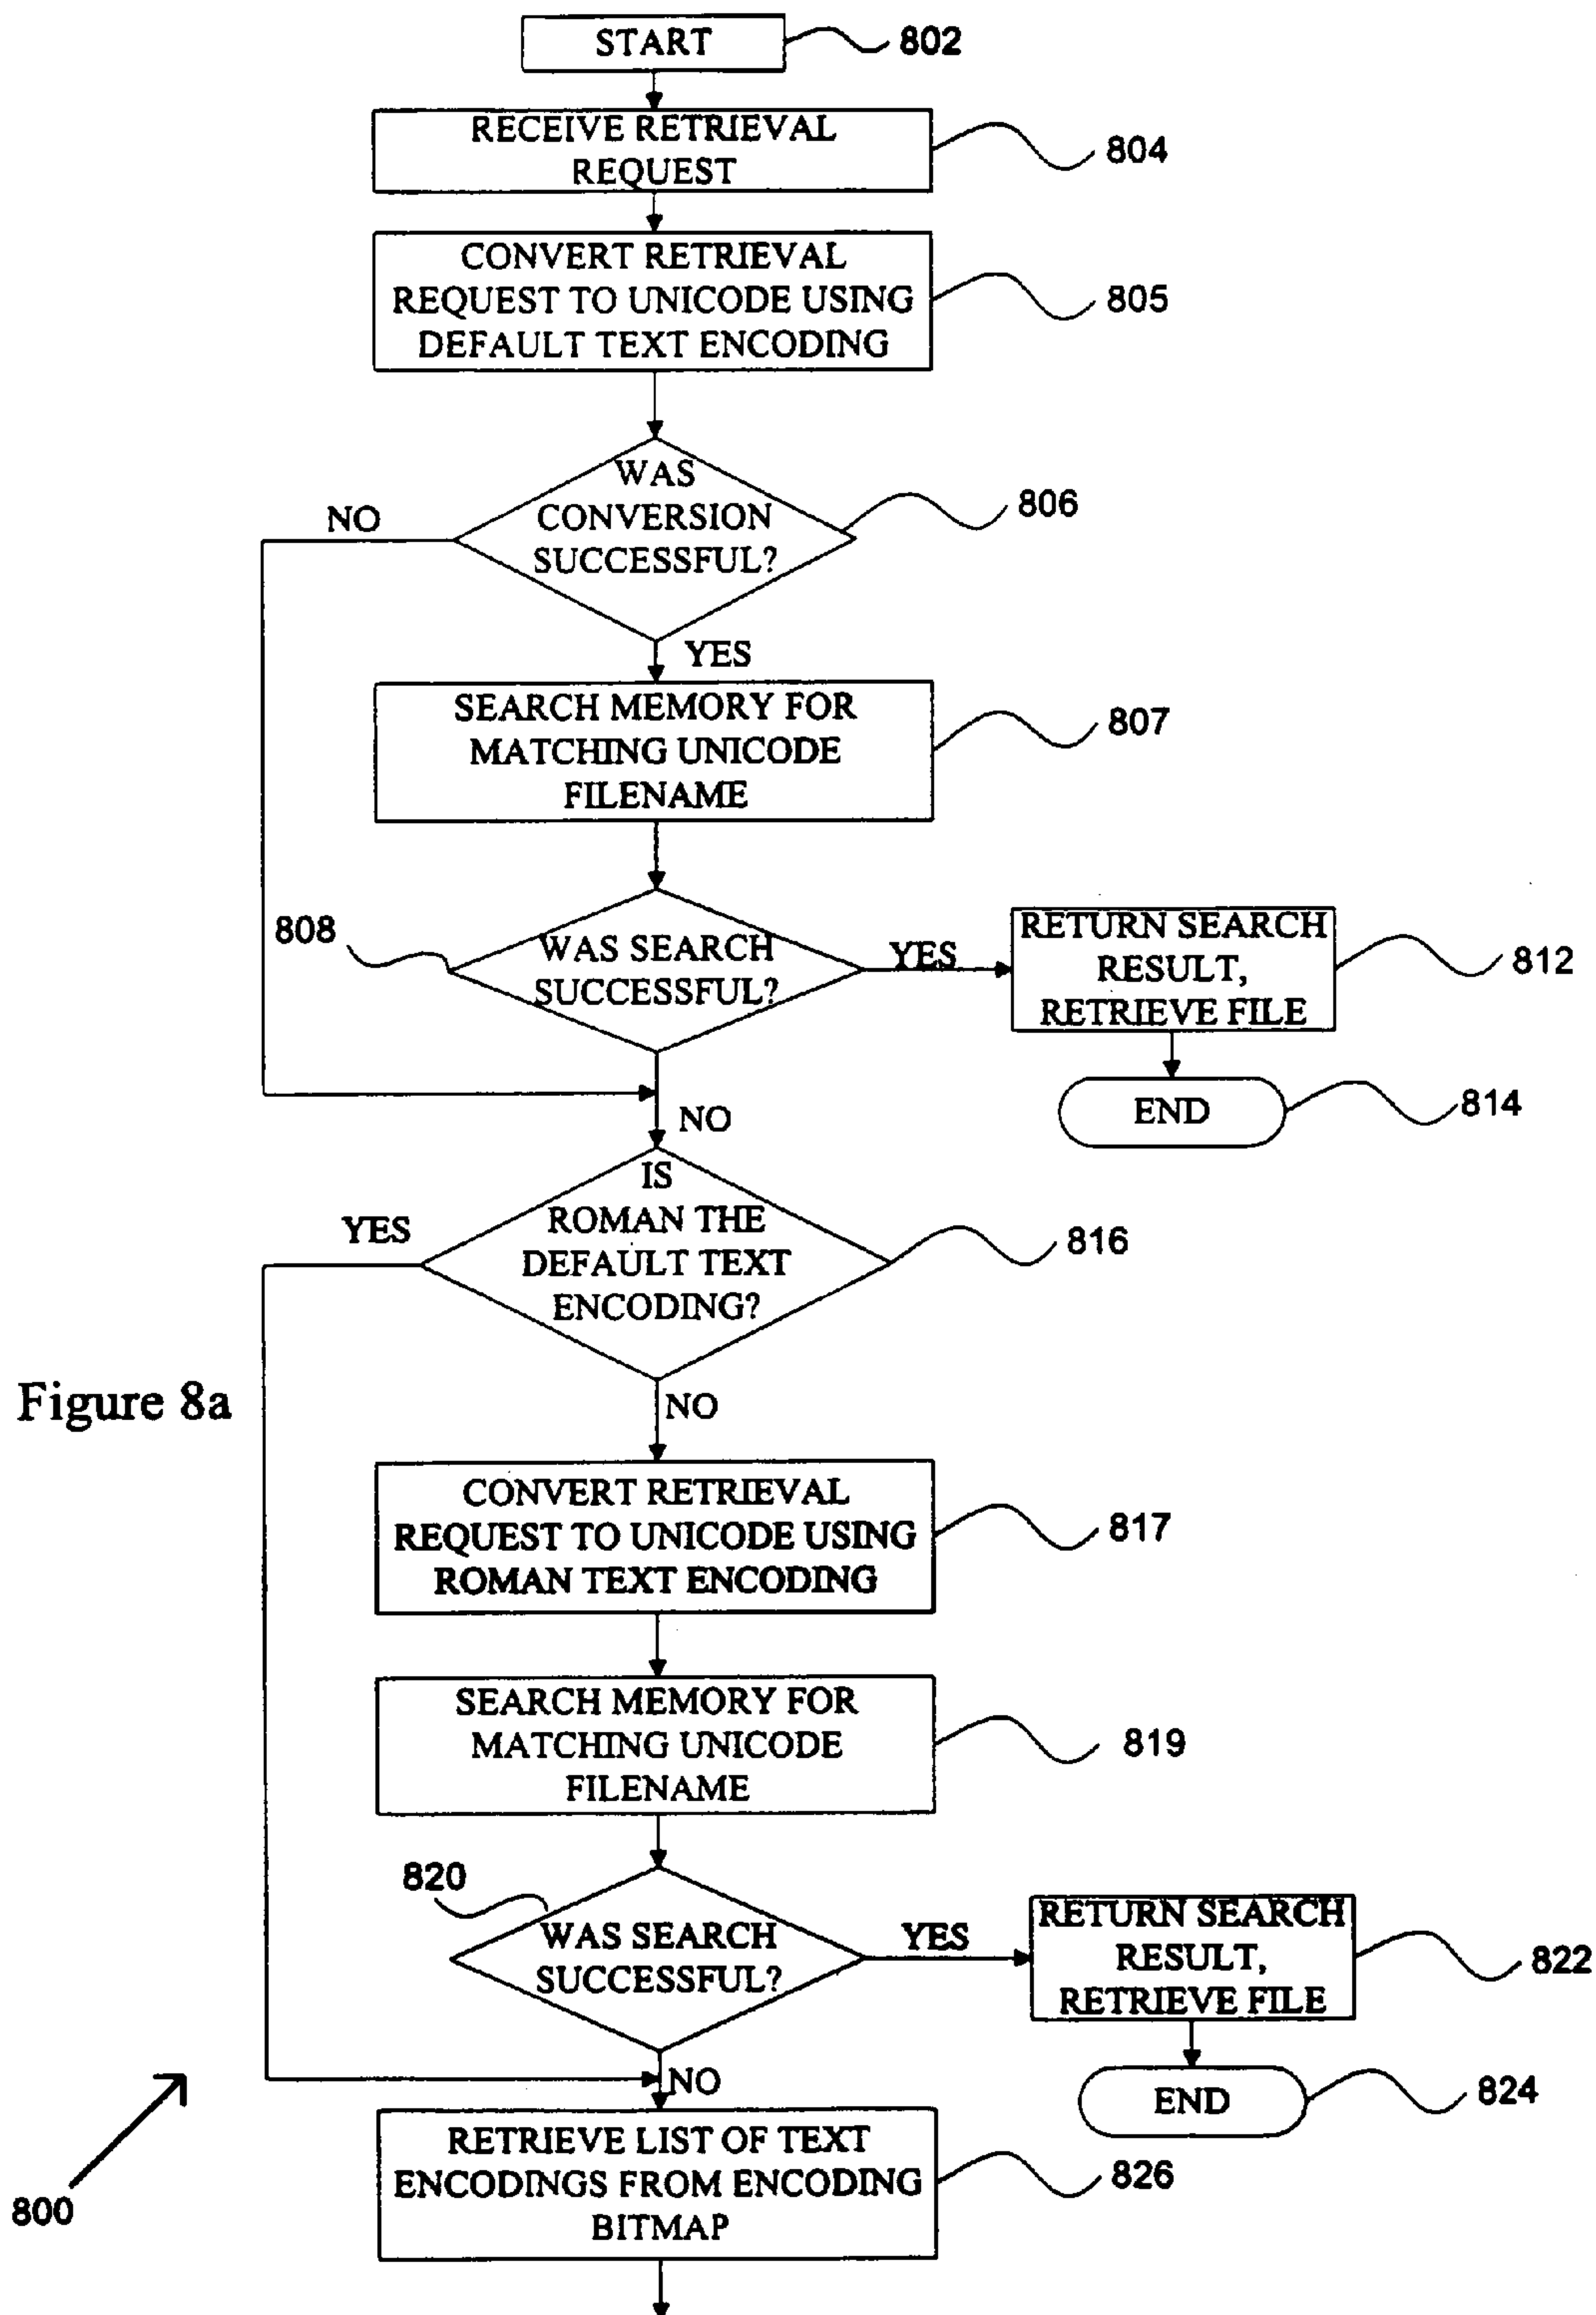 START
802
RECEIVE RETRIEVAL
REQUEST
804
CONVERT RETRIEVAL
REQUEST TO UNICODE USING
DEFAULT TEXT ENCODING
805
WAS
CONVERSION
SUCCESSFUL?
806
NO
YES
SEARCH MEMORY FOR
MATCHING UNICODE
FILENAME
807
808
WAS SEARCH
SUCCESSFUL?
YES
RETURN SEARCH
RESULT,
RETRIEVE FILE
812
END
814
NO
IS
ROMAN THE
DEFAULT TEXT
ENCODING?
816
YES
Figure 8a
NO
CONVERT RETRIEVAL
REQUEST TO UNICODE USING
ROMAN TEXT ENCODING
817
SEARCH MEMORY FOR
MATCHING UNICODE
FILENAME
819
820
WAS SEARCH
SUCCESSFUL?
YES
RETURN SEARCH
RESULT,
RETRIEVE FILE
822
END
824
NO
RETRIEVE LIST OF TEXT
ENCODINGS FROM ENCODING
BITMAP
826
800